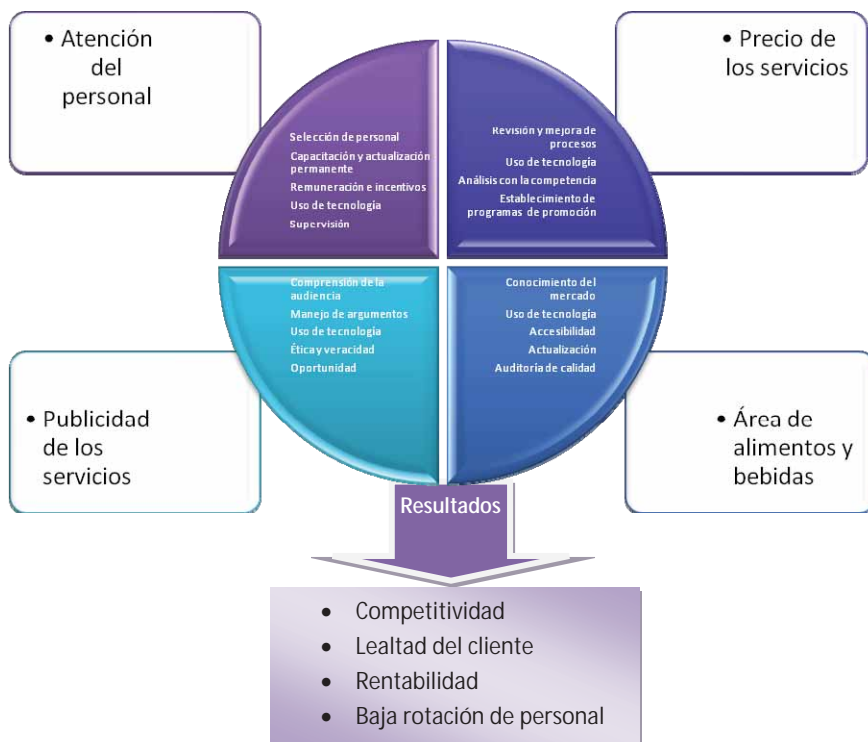 • Atención
del
personal
• Precio de
los servicios
Selección de personal
Capacitación y actualización
permanente
Remuneración e incentivos
Uso de tecnología
Supervisión
Revisión y mejora de
procesos
Uso de tecnología
Análisis con la competencia
Establecimiento de
programas de promoción
Comprensión de la
audiencia
Manejo de argumentos
Uso de tecnología
Ética y veracidad
Oportunidad
Conocimiento del
mercado
Uso de tecnología
Accesibilidad
Actualización
Auditoria de calidad
• Publicidad
de los
servicios
• Área de
alimentos y
bebidas
Resultados
• Competitividad
• Lealtad del cliente
• Rentabilidad
• Baja rotación de personal